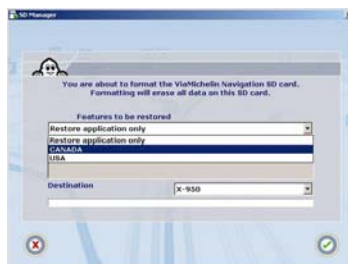 SD Manager
You are about to format the ViaMichelin Navigation SD card.
Formatting will erase all data on this SD card.
Features to be restored
Restore application only
Restore application only
CANADA
USA
Destination
X-950